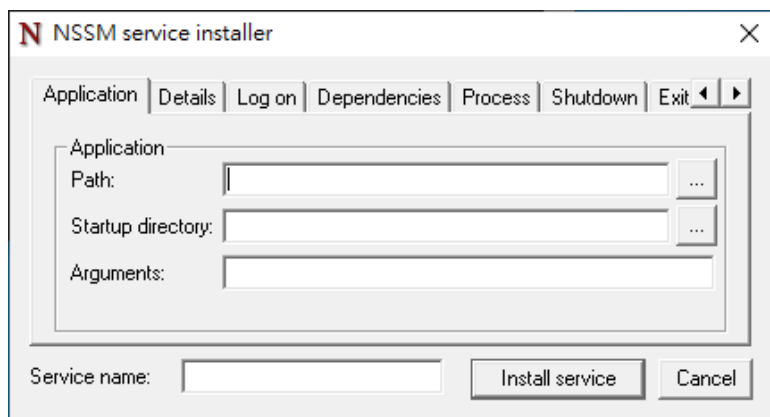 N NSSM service installer
Application Details Log on Dependencies Process Shutdown Exit
Application
Path:
...
Startup directory:
...
Arguments:
Service name:
Install service
Cancel